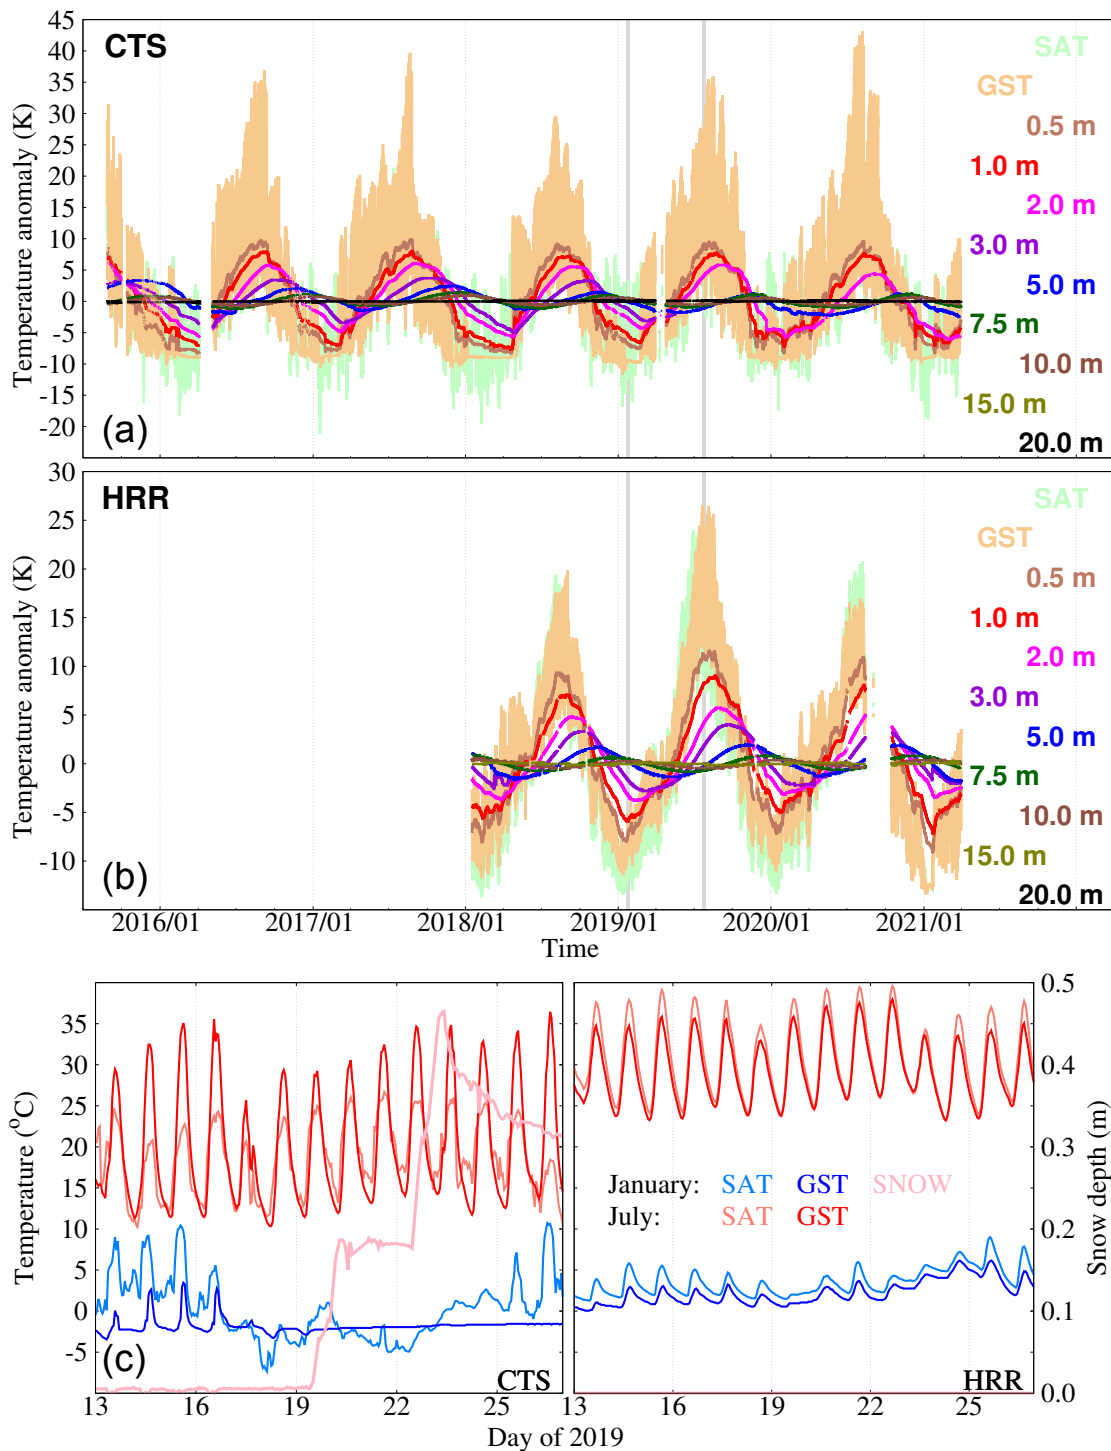 CTS
SAT
GST
0.5 m
1.0 m
2.0 m
3.0 m
5.0 m
7.5 m
10.0 m
15.0 m
20.0 m
(a)
Temperature anomaly (K)
45
40
35
30
25
20
15
10
5
0
-5
-10
-15
-20
HRR
SAT
GST
0.5 m
1.0 m
2.0 m
3.0 m
5.0 m
7.5 m
10.0 m
15.0 m
20.0 m
(b)
Temperature anomaly (K)
30
25
20
15
10
5
0
-5
-10
2016/01 2017/01 2018/01 2019/01 2020/01 2021/01
Time
Temperature (°C)
35
30
25
20
15
10
5
0
-5
(c)
CTS
13 16 19 22 25
January: SAT GST SNOW
July: SAT GST
HRR
13 16 19 22 25
0.5
0.4
0.3
0.2
0.1
0.0
Snow depth (m)
Day of 2019